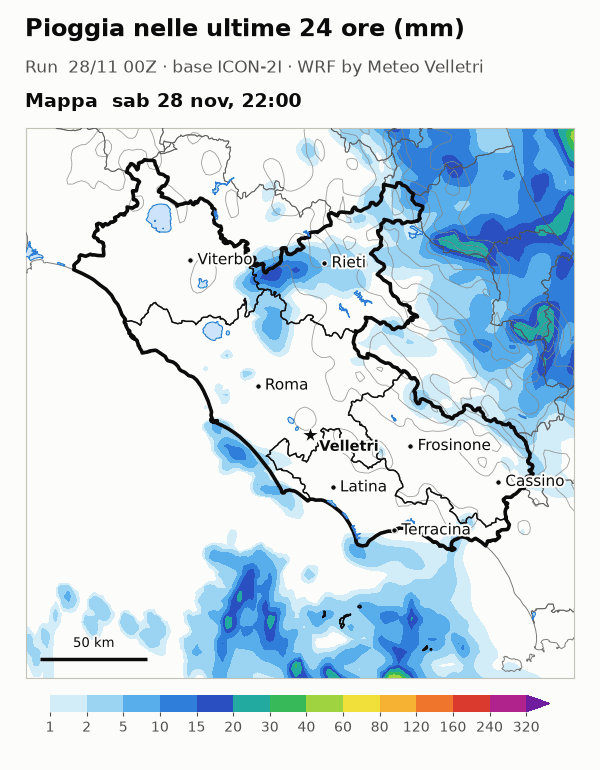 Pioggia nelle ultime 24 ore (mm)
Run 28/11 00Z · base ICON-2I · WRF by Meteo Velletri
Mappa sab 28 nov, 22:00
Viterbo
Rieti
Roma
Velletri
Frosinone
Latina
Cassino
Terracina
50 km
1 2 5 10 15 20 30 40 60 80 120 160 240 320